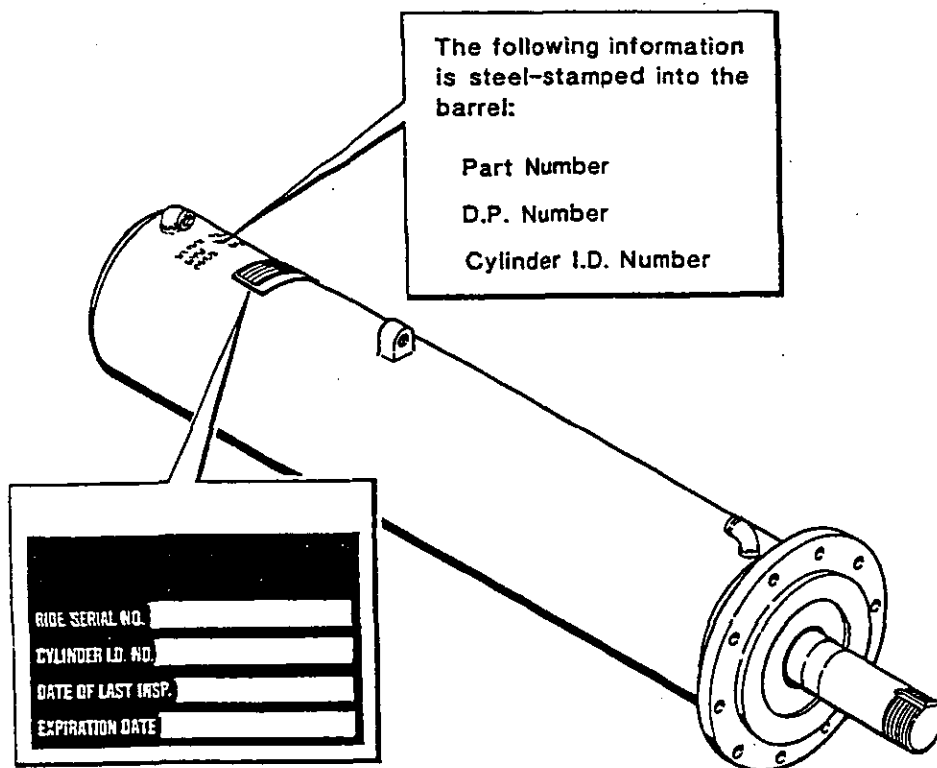 The following information
is steel-stamped into the
barrel:
Part Number
D.P. Number
Cylinder I.D. Number
RIDE SERIAL NO.
CYLINDER I.D. NO.
DATE OF LAST INSP.
EXPIRATION DATE